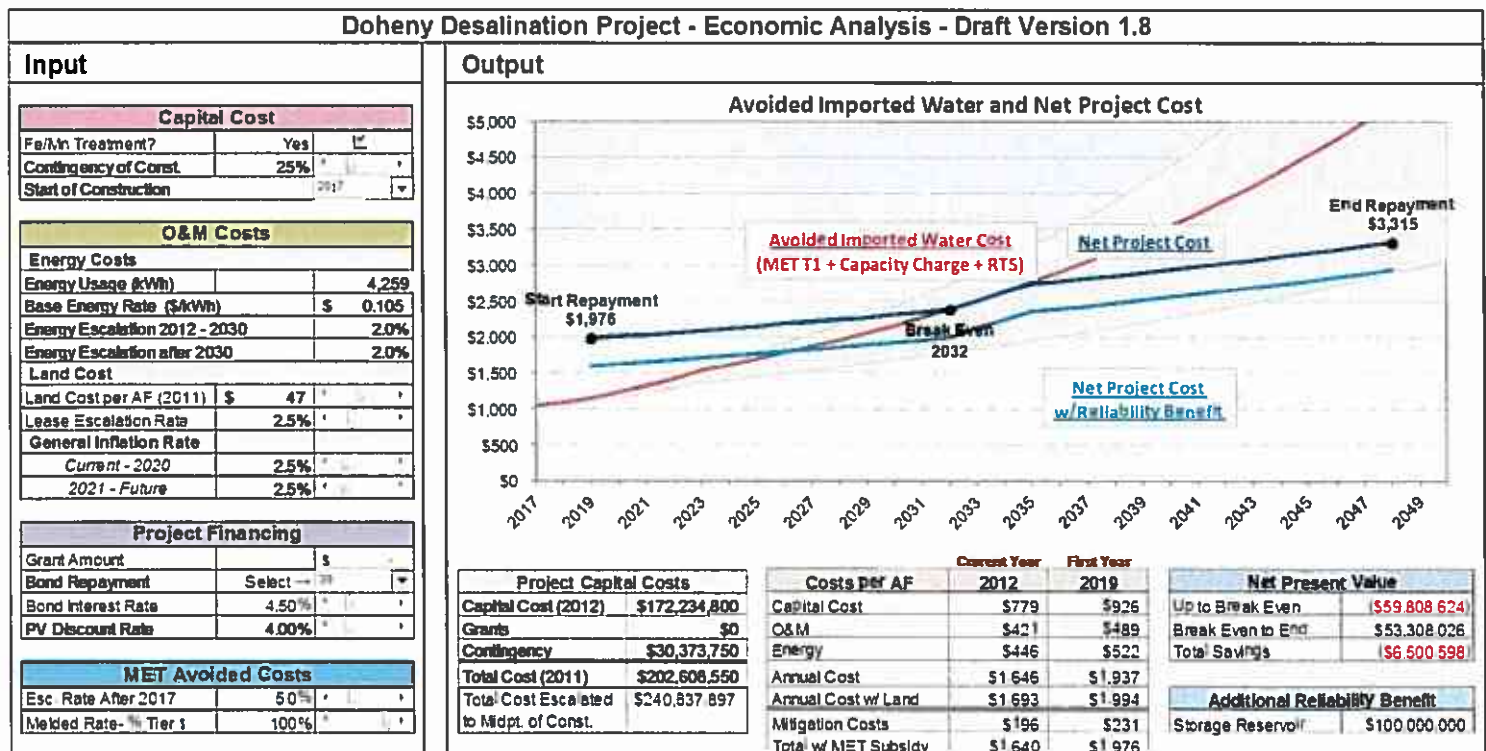 Doheny Desalination Project - Economic Analysis - Draft Version 1.8
Input
Capital Cost
Fe/Mn Treatment? Yes
Contingency of Const. 25%
Start of Construction 2017
O&M Costs
Energy Costs
Energy Usage (kWh) 4,259
Base Energy Rate ($/kWh) $ 0.105
Energy Escalation 2012 - 2030 2.0%
Energy Escalation after 2030 2.0%
Land Cost
Land Cost per AF (2011) $ 47
Lease Escalation Rate 2.5%
General Inflation Rate
Current - 2020 2.5%
2021 - Future 2.5%
Project Financing
Grant Amount $ -
Bond Repayment Select →
Bond Interest Rate 4.50%
PV Discount Rate 4.00%
MET Avoided Costs
Esc. Rate After 2017 5.0%
Melded Rate- % Tier 1 100%
Output
Avoided Imported Water and Net Project Cost
$5,000
$4,500
$4,000
$3,500
$3,000
$2,500
$2,000
$1,500
$1,000
$500
$0
Avoided Imported Water Cost
(MET T1 + Capacity Charge + RTS)
Net Project Cost
End Repayment
$3,315
Start Repayment
$1,976
Break Even
2032
Net Project Cost
w/Reliability Benefit
2017 2019 2021 2023 2025 2027 2029 2031 2033 2035 2037 2039 2041 2043 2045 2047 2049
Project Capital Costs
Capital Cost (2012) $172,234,800
Grants $0
Contingency $30,373,750
Total Cost (2011) $202,608,550
Total Cost Escalated $240,837,897
to Midpt. of Const.
Current Year First Year
Costs per AF 2012 2019
Capital Cost $779 $926
O&M $421 $489
Energy $446 $522
Annual Cost $1,646 $1,937
Annual Cost w/ Land $1,693 $1,994
Mitigation Costs $196 $231
Total w/ MET Subsidy $1,640 $1,976
Net Present Value
Up to Break Even ($59,808,624)
Break Even to End $53,308,026
Total Savings ($6,500,598)
Additional Reliability Benefit
Storage Reservoir $100,000,000